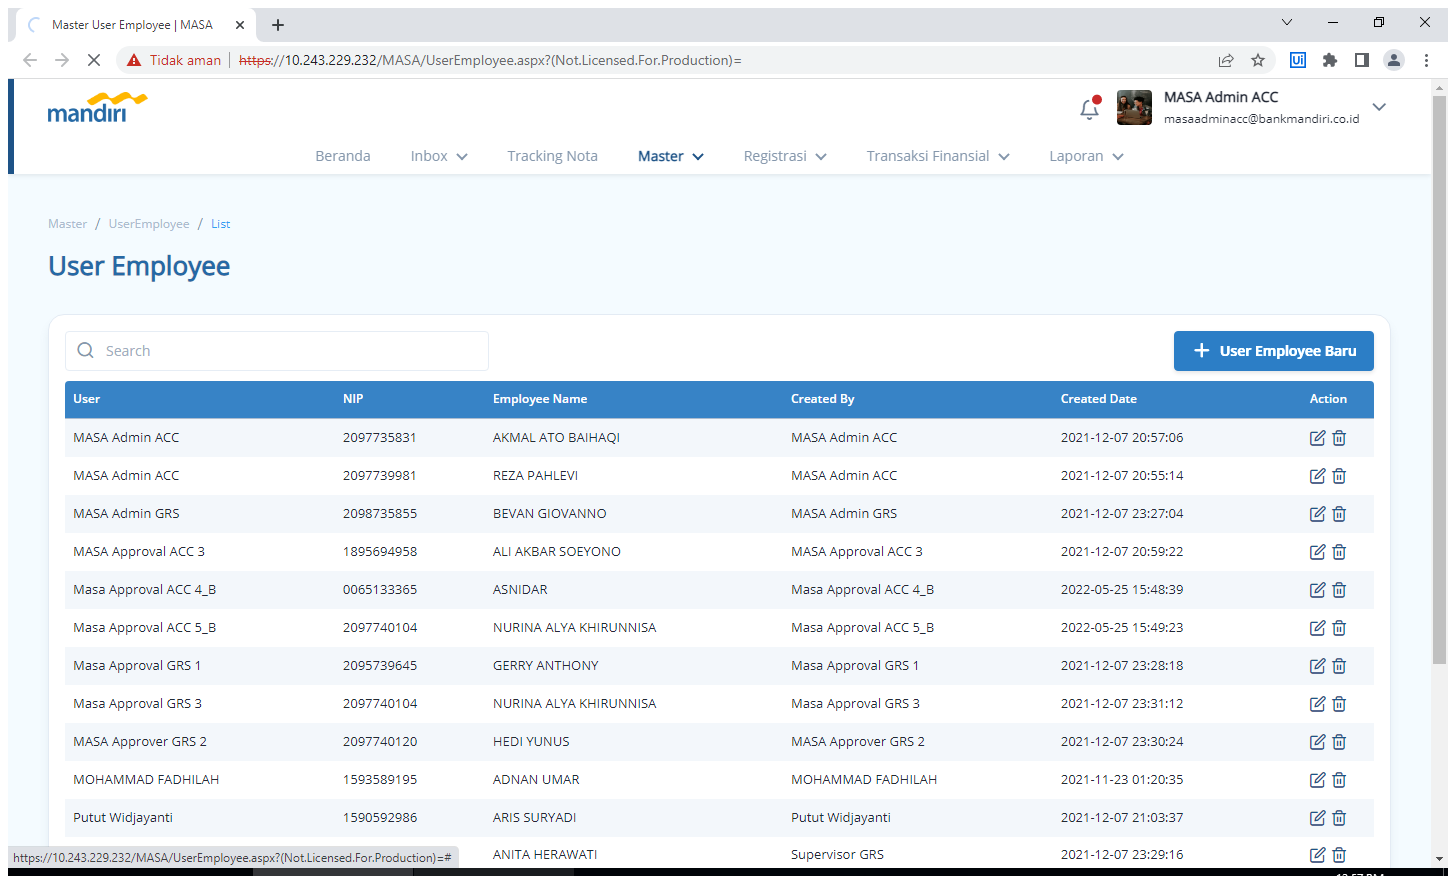 Master User Employee | MASA
Tidak aman https://10.243.229.232/MASA/UserEmployee.aspx?(Not.Licensed.For.Production)=
Ui
mandiri
MASA Admin ACC
masaadminacc@bankmandiri.co.id
Beranda Inbox Tracking Nota Master Registrasi Transaksi Finansial Laporan
Master / UserEmployee / List
User Employee
Search
+ User Employee Baru
User NIP Employee Name Created By Created Date Action
MASA Admin ACC 2097735831 AKMAL ATO BAIHAQI MASA Admin ACC 2021-12-07 20:57:06
MASA Admin ACC 2097739981 REZA PAHLEVI MASA Admin ACC 2021-12-07 20:55:14
MASA Admin GRS 2098735855 BEVAN GIOVANNO MASA Admin GRS 2021-12-07 23:27:04
MASA Approval ACC 3 1895694958 ALI AKBAR SOEYONO MASA Approval ACC 3 2021-12-07 20:59:22
Masa Approval ACC 4_B 0065133365 ASNIDAR Masa Approval ACC 4_B 2022-05-25 15:48:39
Masa Approval ACC 5_B 2097740104 NURINA ALYA KHIRUNNISA Masa Approval ACC 5_B 2022-05-25 15:49:23
Masa Approval GRS 1 2095739645 GERRY ANTHONY Masa Approval GRS 1 2021-12-07 23:28:18
Masa Approval GRS 3 2097740104 NURINA ALYA KHIRUNNISA Masa Approval GRS 3 2021-12-07 23:31:12
MASA Approver GRS 2 2097740120 HEDI YUNUS MASA Approver GRS 2 2021-12-07 23:30:24
MOHAMMAD FADHILAH 1593589195 ADNAN UMAR MOHAMMAD FADHILAH 2021-11-23 01:20:35
Putut Widjayanti 1590592986 ARIS SURYADI Putut Widjayanti 2021-12-07 21:03:37
ANITA HERAWATI Supervisor GRS 2021-12-07 23:29:16
https://10.243.229.232/MASA/UserEmployee.aspx?(Not.Licensed.For.Production)=#